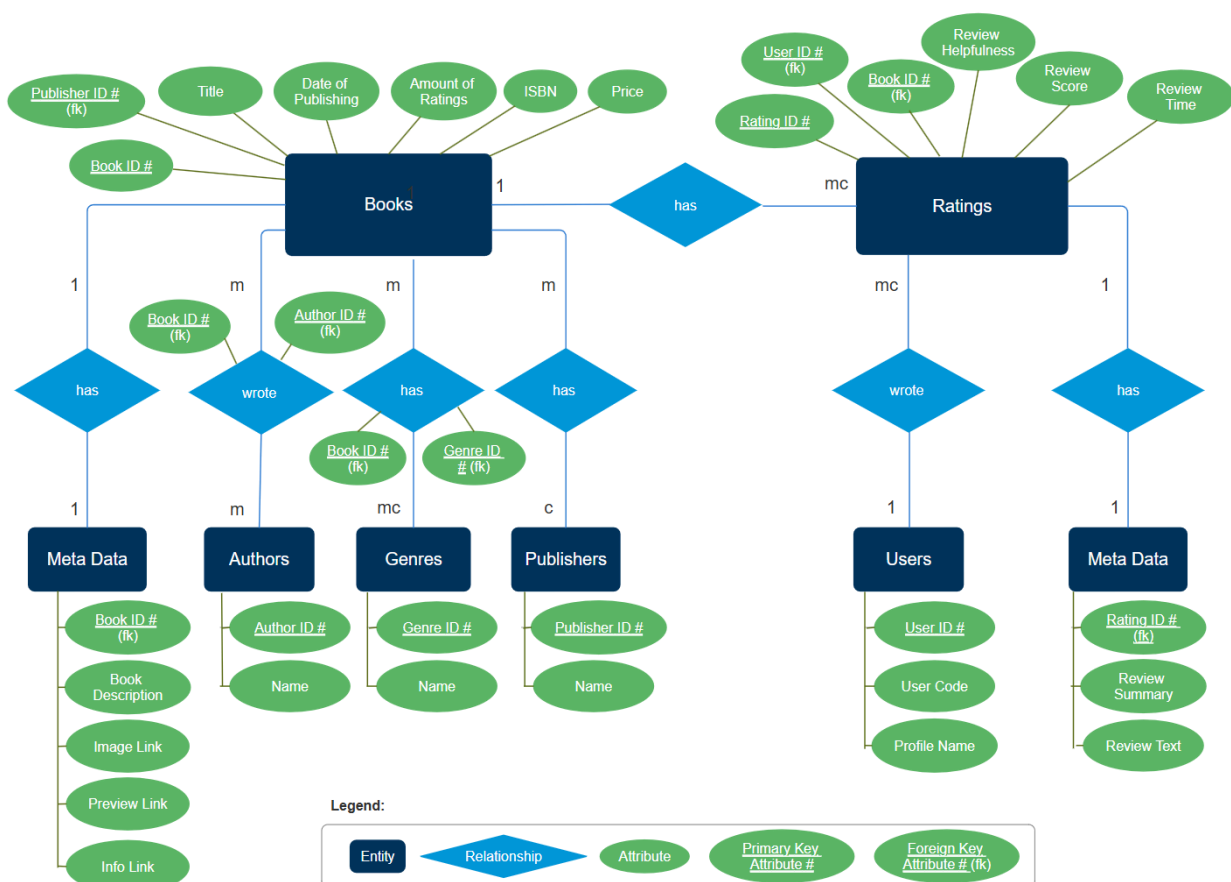 Publisher ID #
(fk)
Title
Date of
Publishing
Amount of
Ratings
ISBN
Price
Book ID #
User ID #
(fk)
Book ID #
(fk)
Review
Helpfulness
Review
Score
Review
Time
Rating ID #
Books
1
1
has
mc
Ratings
1
m
m
m
mc
1
Book ID #
(fk)
Author ID #
(fk)
has
wrote
has
has
wrote
has
Book ID #
(fk)
Genre ID
# (fk)
1
m
mc
c
1
1
Meta Data
Authors
Genres
Publishers
Users
Meta Data
Book ID #
(fk)
Book
Description
Image Link
Preview Link
Info Link
Author ID #
Name
Genre ID #
Name
Publisher ID #
Name
User ID #
User Code
Profile Name
Rating ID #
(fk)
Review
Summary
Review Text
Legend:
Entity
Relationship
Attribute
Primary Key
Attribute #
Foreign Key
Attribute # (fk)